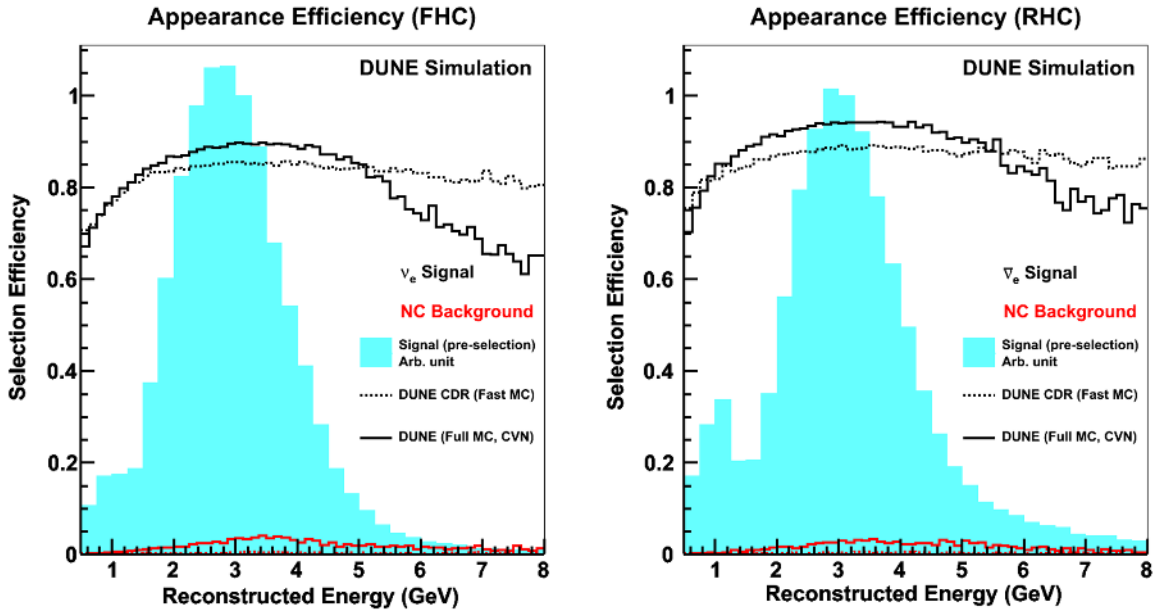 Appearance Efficiency (FHC)
DUNE Simulation
Selection Efficiency
1
0.8
0.6
0.4
0.2
0
νe Signal
NC Background
Signal (pre-selection)
Arb. unit
DUNE CDR (Fast MC)
DUNE (Full MC, CVN)
1 2 3 4 5 6 7 8
Reconstructed Energy (GeV)
Appearance Efficiency (RHC)
DUNE Simulation
Selection Efficiency
1
0.8
0.6
0.4
0.2
0
ν̄e Signal
NC Background
Signal (pre-selection)
Arb. unit
DUNE CDR (Fast MC)
DUNE (Full MC, CVN)
1 2 3 4 5 6 7 8
Reconstructed Energy (GeV)